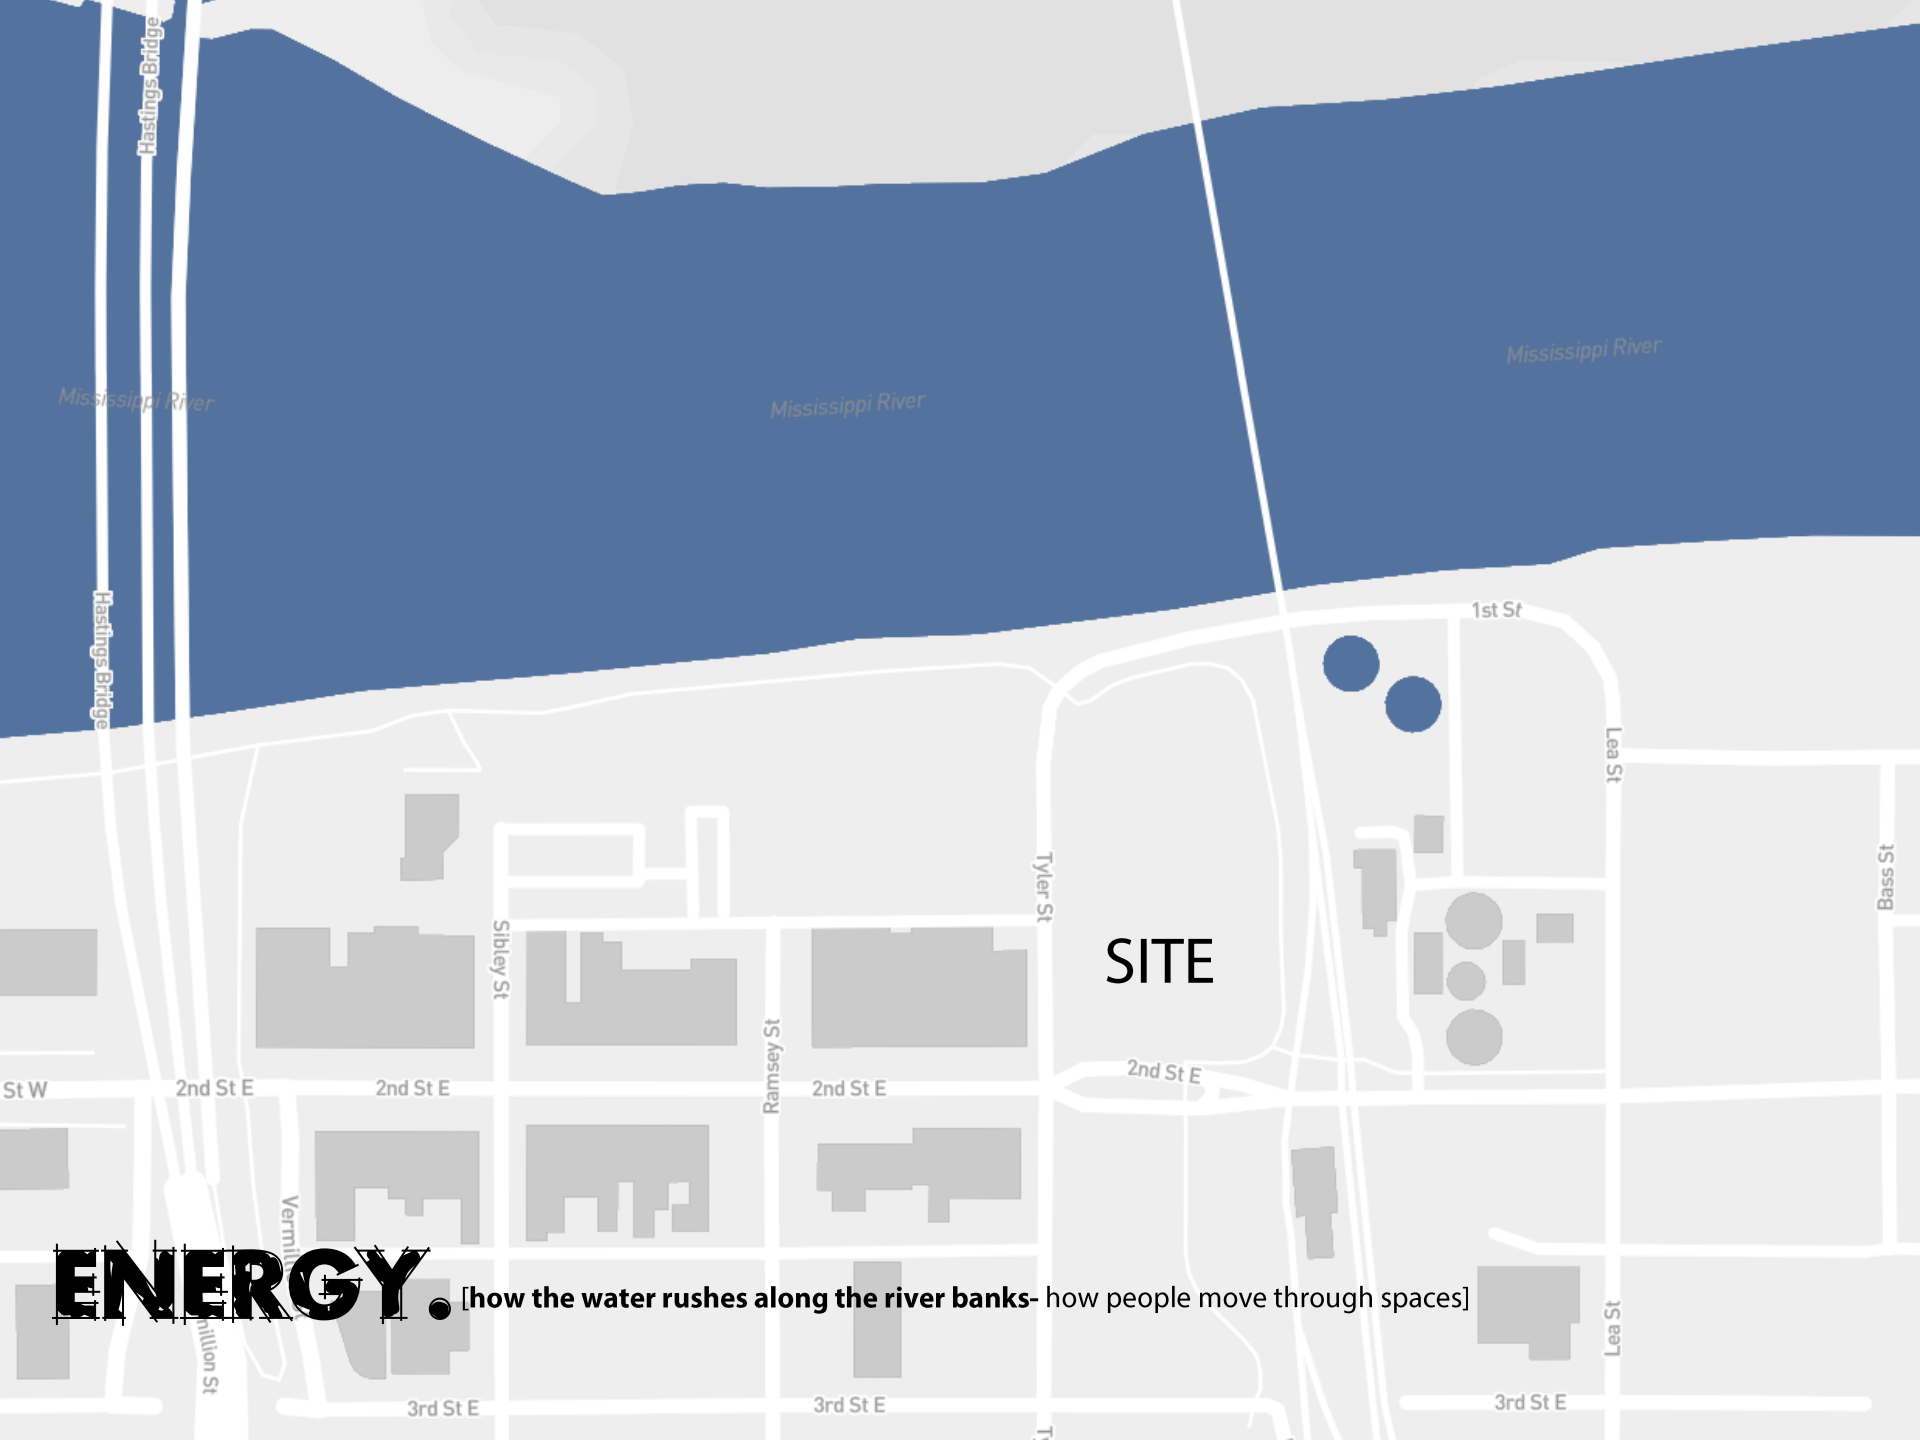 Hastings Bridge
Mississippi River
Mississippi River
Mississippi River
Hastings Bridge
1st St
Lea St
Tyler St
Bass St
Sibley St
SITE
Ramsey St
St W
2nd St E
2nd St E
2nd St E
2nd St E
ENERGY. [how the water rushes along the river banks- how people move through spaces]
Lea St
3rd St E
3rd St E
3rd St E